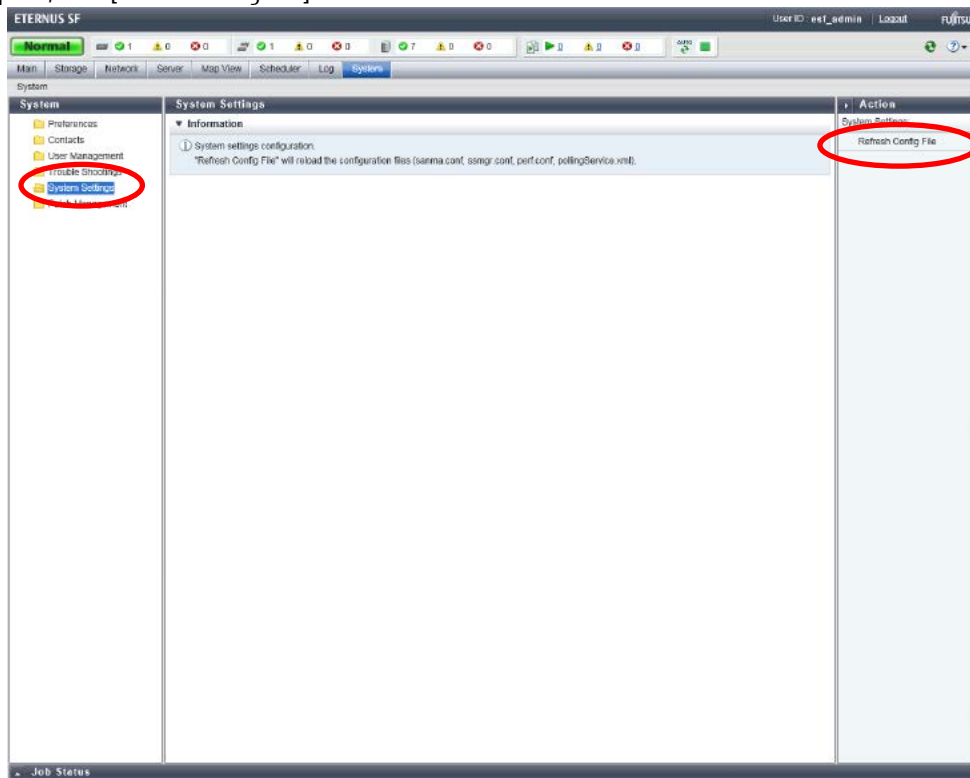 ETERNUS SF
User ID : esf_admin Logout FUJITSU
Normal 1 0 0 1 0 0 7 0 0 0 0 0 AUTO
Main Storage Network Server Map View Scheduler Log System
System
System
Preferences
Contacts
User Management
Trouble Shootings
System Settings
System Settings
Information
System settings configuration.
"Refresh Config File" will reload the configuration files (sanma.conf, ssmgr.conf, perf.conf, pollingService.xml).
Action
System Settings
Refresh Config File
Job Status